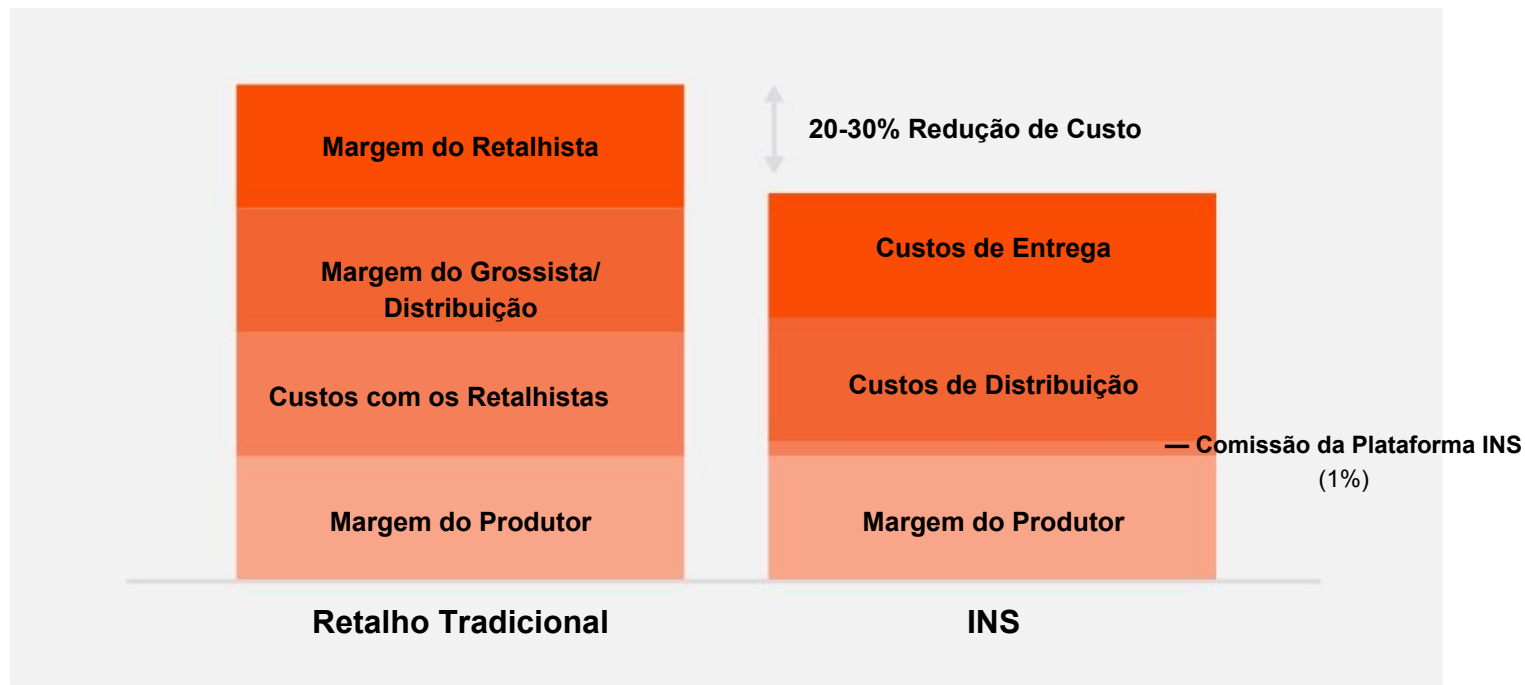 20-30% Redução de Custo
Margem do Retalhista
Margem do Grossista/
Distribuição
Custos com os Retalhistas
Margem do Produtor
Custos de Entrega
Custos de Distribuição
— Comissão da Plataforma INS
(1%)
Margem do Produtor
Retalho Tradicional
INS